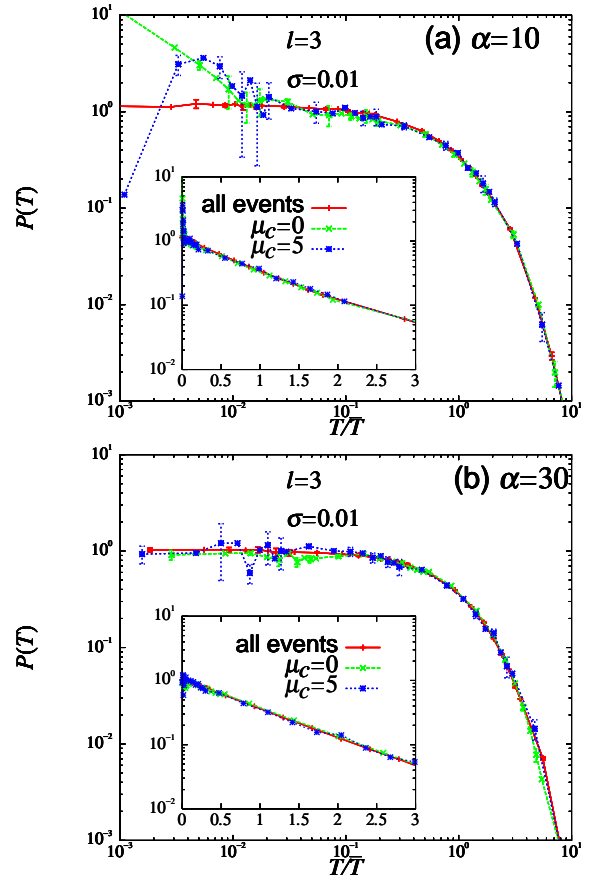 10¹
l=3
(a) α=10
σ=0.01
10⁰
P(T)
10⁻¹
10⁻²
10⁻³
10¹
all events
μc=0
10⁰
μc=5
10⁻¹
10⁻²
0 0.5 1 1.5 2 2.5 3
10⁻³ 10⁻² 10⁻¹ 10⁰ 10¹
T/T̅
10¹
l=3
(b) α=30
σ=0.01
10⁰
P(T)
10⁻¹
10⁻²
10⁻³
10¹
all events
μc=0
10⁰
μc=5
10⁻¹
10⁻²
0 0.5 1 1.5 2 2.5 3
10⁻³ 10⁻² 10⁻¹ 10⁰ 10¹
T/T̅